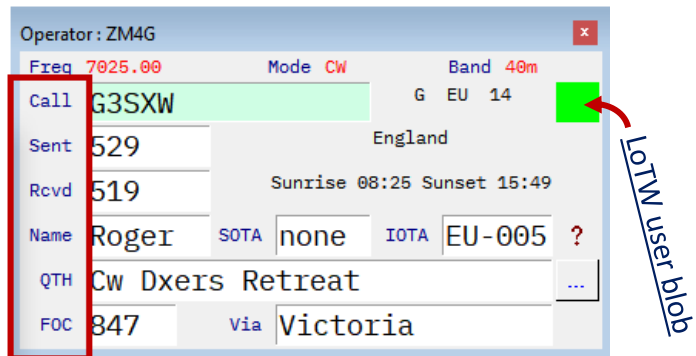 Operator : ZM4G x
Freq 7025.00 Mode CW Band 40m
Call G3SXW G EU 14
Sent 529 England
Rcvd 519 Sunrise 08:25 Sunset 15:49
Name Roger SOTA none IOTA EU-005 ?
QTH Cw Dxers Retreat ...
FOC 847 Via Victoria
LoTW user blob